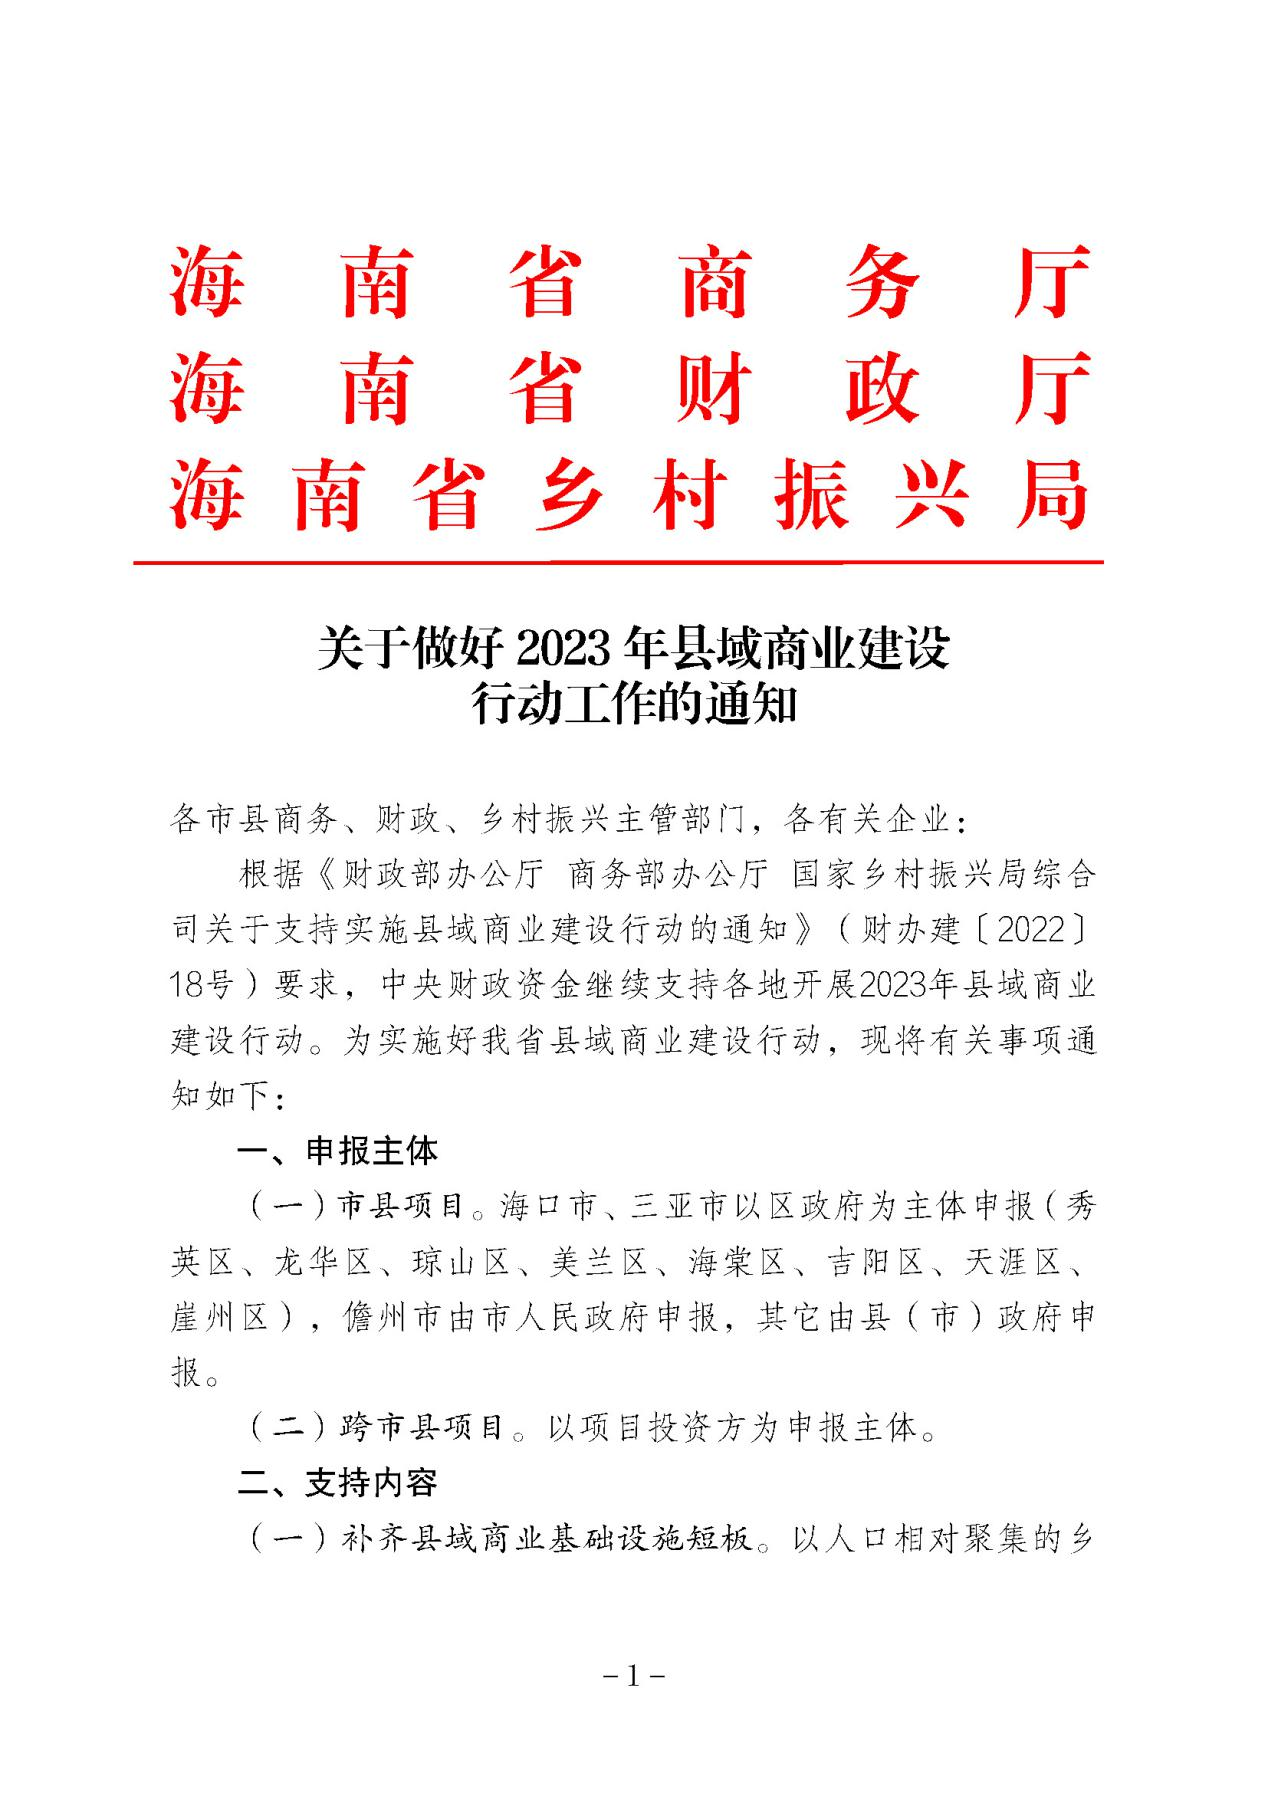 海南省商务厅
海南省财政厅
海南省乡村振兴局
关于做好 2023 年县域商业建设
行动工作的通知
各市县商务、财政、乡村振兴主管部门，各有关企业：
根据《财政部办公厅 商务部办公厅 国家乡村振兴局综合
司关于支持实施县域商业建设行动的通知》（财办建〔2022〕
18号）要求，中央财政资金继续支持各地开展2023年县域商业
建设行动。为实施好我省县域商业建设行动，现将有关事项通
知如下：
一、申报主体
（一）市县项目。海口市、三亚市以区政府为主体申报（秀
英区、龙华区、琼山区、美兰区、海棠区、吉阳区、天涯区、
崖州区），儋州市由市人民政府申报，其它由县（市）政府申
报。
（二）跨市县项目。以项目投资方为申报主体。
二、支持内容
（一）补齐县域商业基础设施短板。以人口相对聚集的乡
－1－